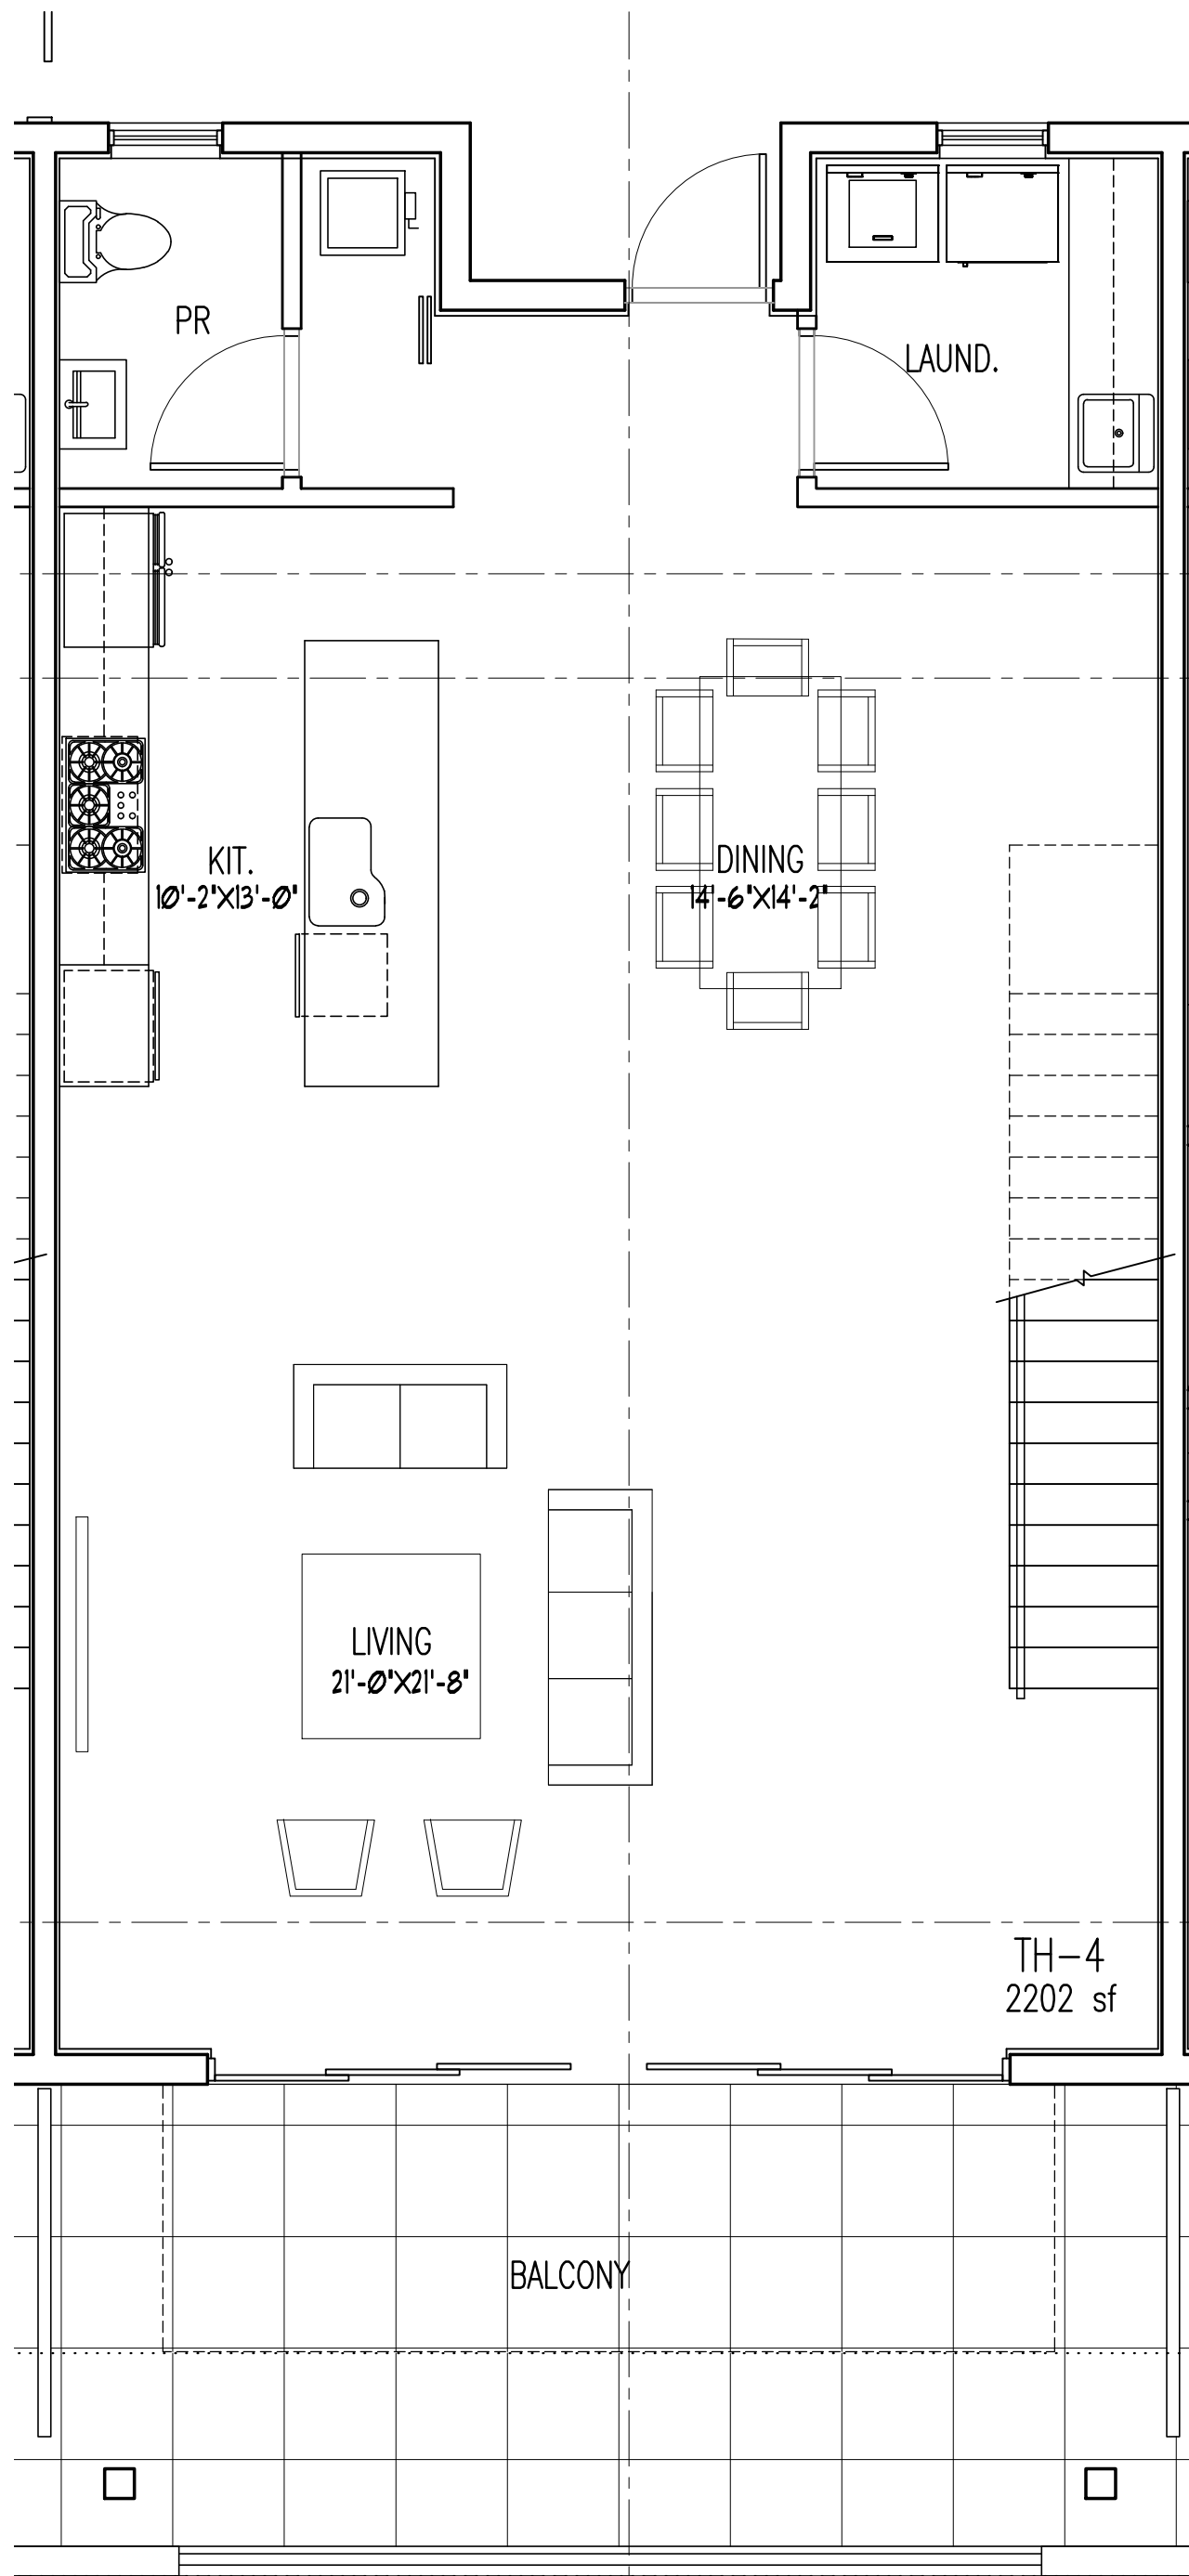 PR
LAUND.
KIT.
10'-2"X13'-0"
DINING
14'-6"X14'-2"
LIVING
21'-0"X21'-8"
TH-4
2202 sf
BALCONY